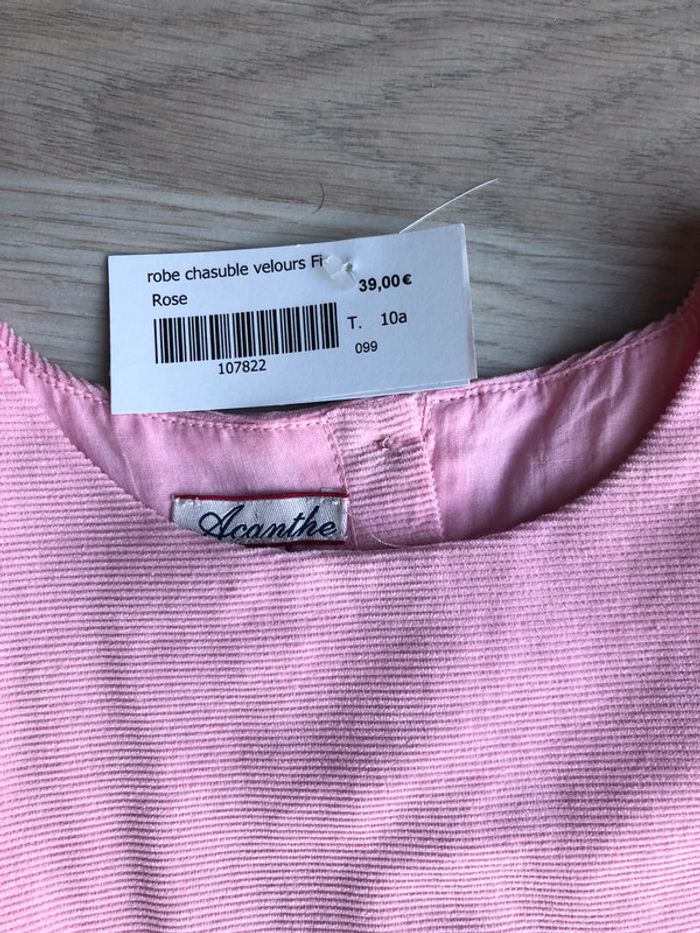 robe chasuble velours Fi
Rose
39,00€
T. 10a
099
107822
Acanthe